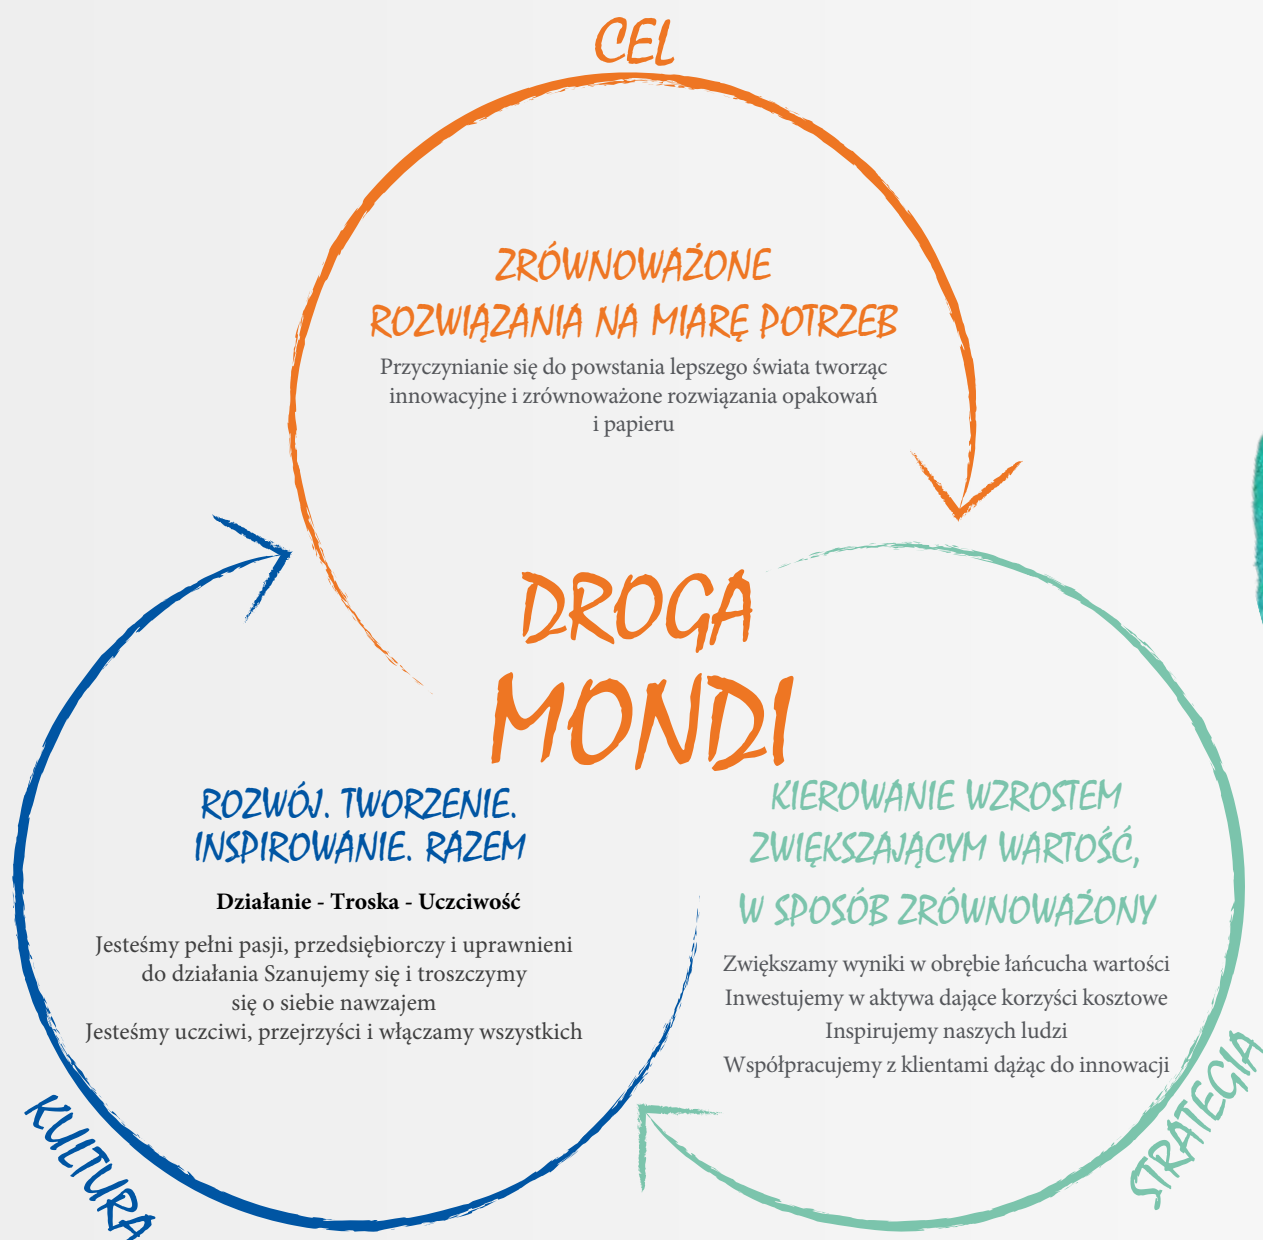 CEL
ZRÓWNOWAŻONE
ROZWIĄZANIA NA MIARĘ POTRZEB
Przyczynianie się do powstania lepszego świata tworząc
innowacyjne i zrównoważone rozwiązania opakowań
i papieru
DROGA
MONDI
ROZWÓJ. TWORZENIE.
INSPIROWANIE. RAZEM
Działanie - Troska - Uczciwość
Jesteśmy pełni pasji, przedsiębiorczy i uprawnieni
do działania Szanujemy się i troszczymy
się o siebie nawzajem
Jesteśmy uczciwi, przejrzyści i włączamy wszystkich
KULTURA
KIEROWANIE WZROSTEM
ZWIĘKSZAJĄCYM WARTOŚĆ,
W SPOSÓB ZRÓWNOWAŻONY
Zwiększamy wyniki w obrębie łańcucha wartości
Inwestujemy w aktywa dające korzyści kosztowe
Inspirujemy naszych ludzi
Współpracujemy z klientami dążąc do innowacji
STRATEGIA